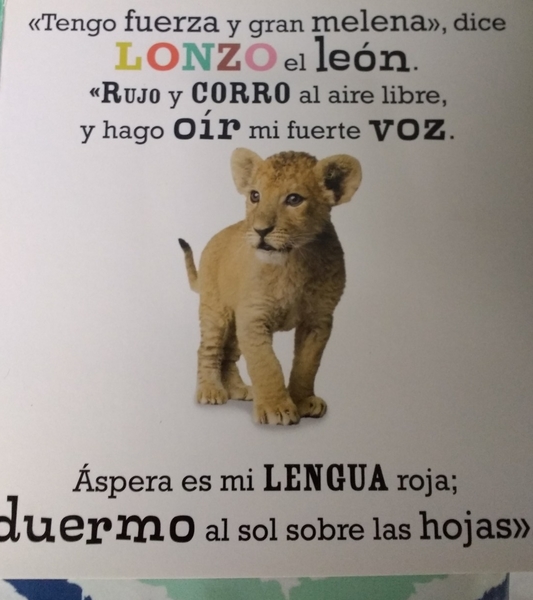 «Tengo fuerza y gran melena», dice
LONZO el león.
«RUJO y CORRO al aire libre,
y hago oír mi fuerte voz.
Áspera es mi LENGUA roja;
duermo al sol sobre las hojas»